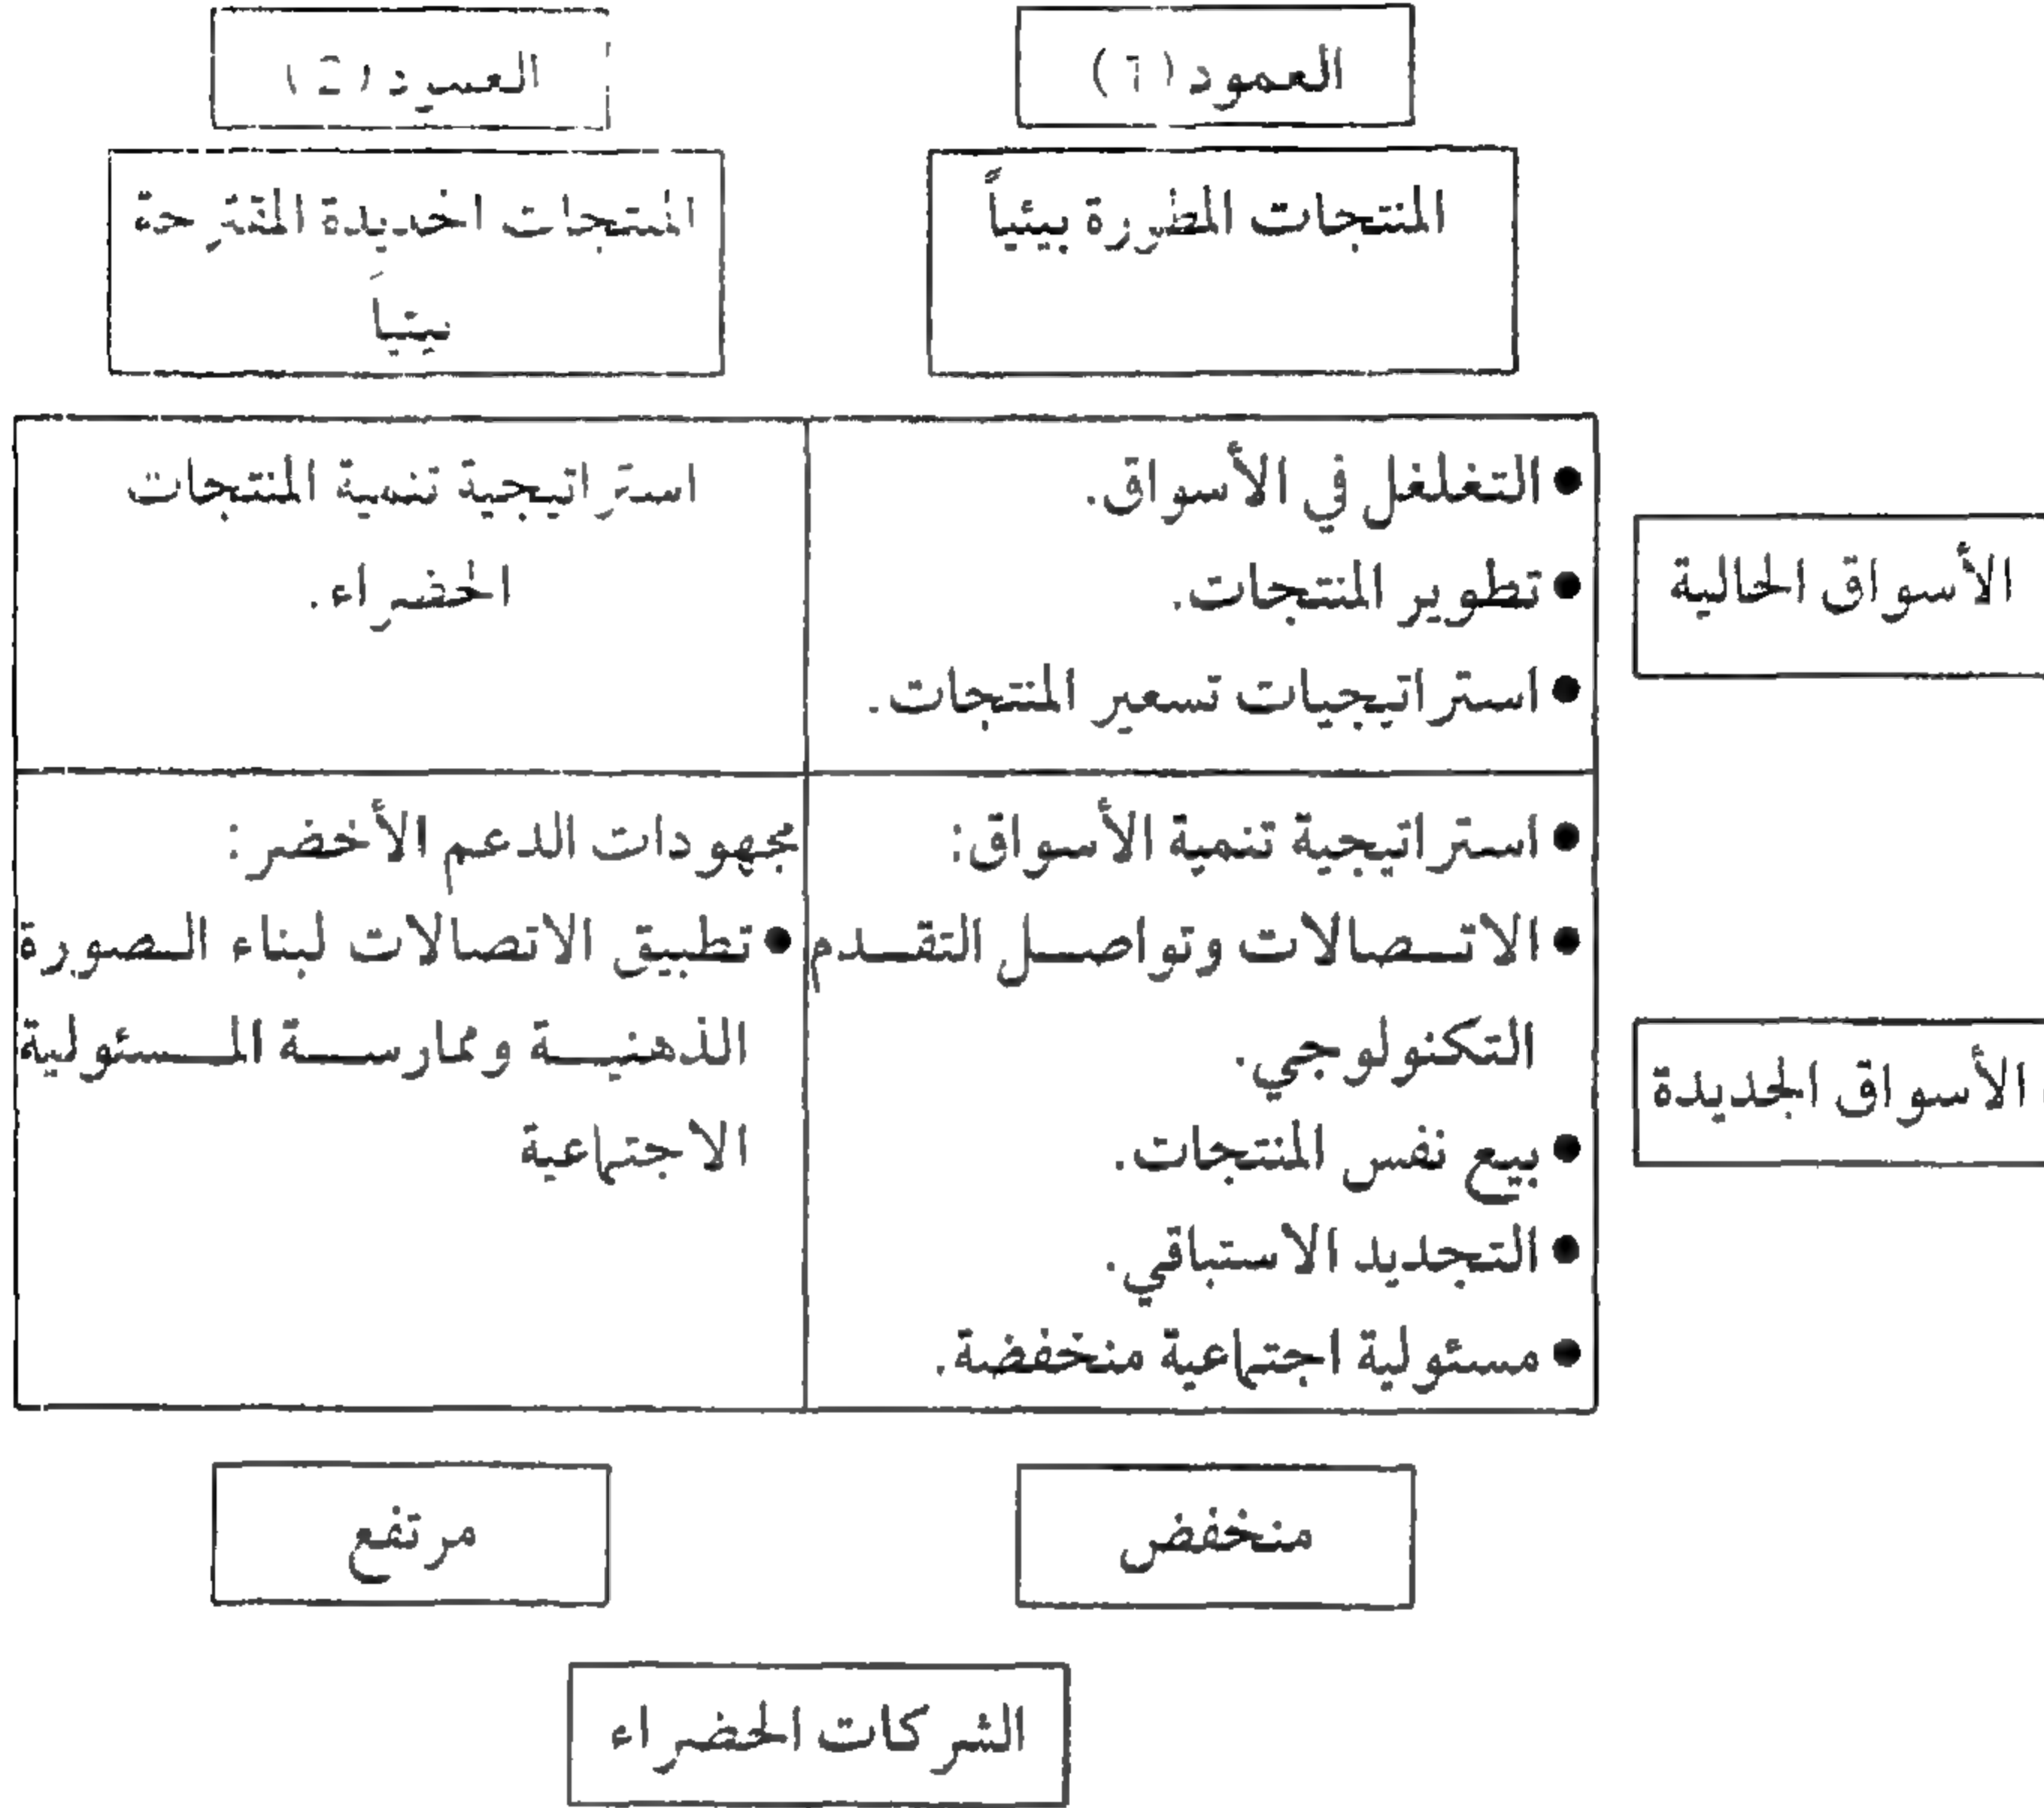 العمود (1)
العمود (2)
المنتجات المطورة بيئياً
المنتجات الجديدة المقترحة
بيئياً
الأسواق الحالية
• التغلغل في الأسواق.
• تطوير المنتجات.
• استراتيجيات تسعير المنتجات.
استراتيجية تنمية المنتجات
الخضراء.
الأسواق الجديدة
• استراتيجية تنمية الأسواق:
• الاتصالات وتواصل التقدم
التكنولوجي.
• بيع نفس المنتجات.
• التجديد الاستباقي.
• مسئولية اجتماعية منخفضة.
مجهودات الدعم الأخضر:
• تطبيق الاتصالات لبناء الصورة
الذهنية وممارسة المسئولية
الاجتماعية
منخفض
مرتفع
الشركات الخضراء